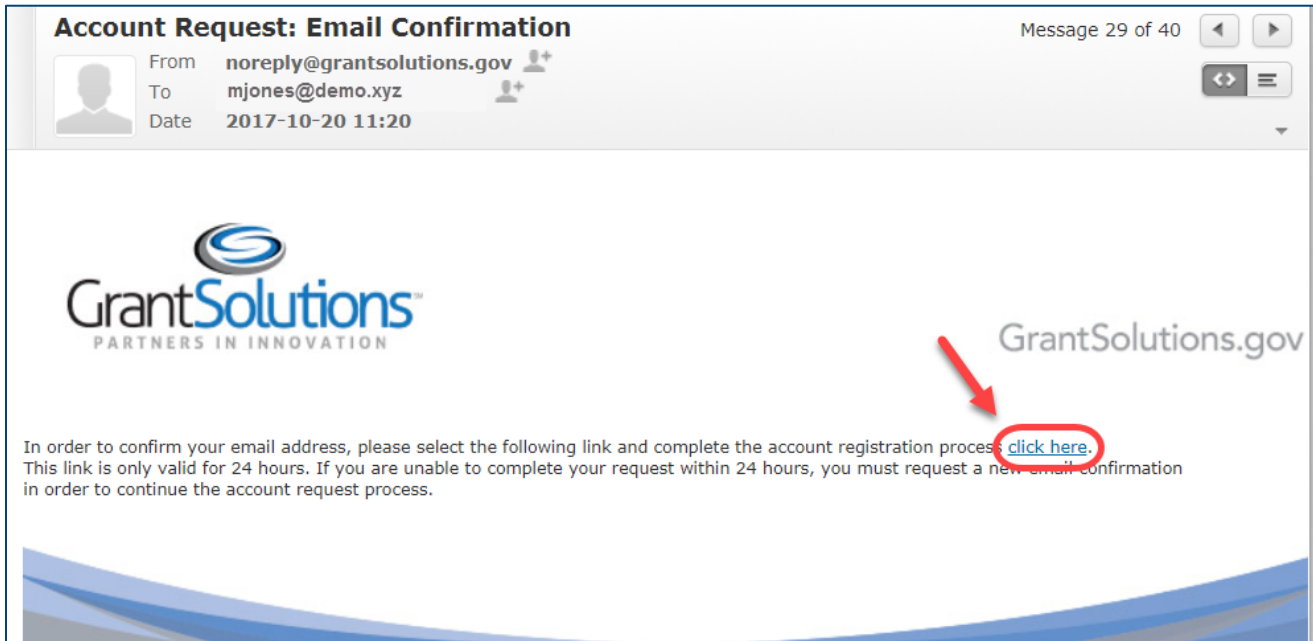 Account Request: Email Confirmation
Message 29 of 40
From noreply@grantsolutions.gov
To mjones@demo.xyz
Date 2017-10-20 11:20
GrantSolutions™
PARTNERS IN INNOVATION
GrantSolutions.gov
In order to confirm your email address, please select the following link and complete the account registration process click here.
This link is only valid for 24 hours. If you are unable to complete your request within 24 hours, you must request a new email confirmation
in order to continue the account request process.